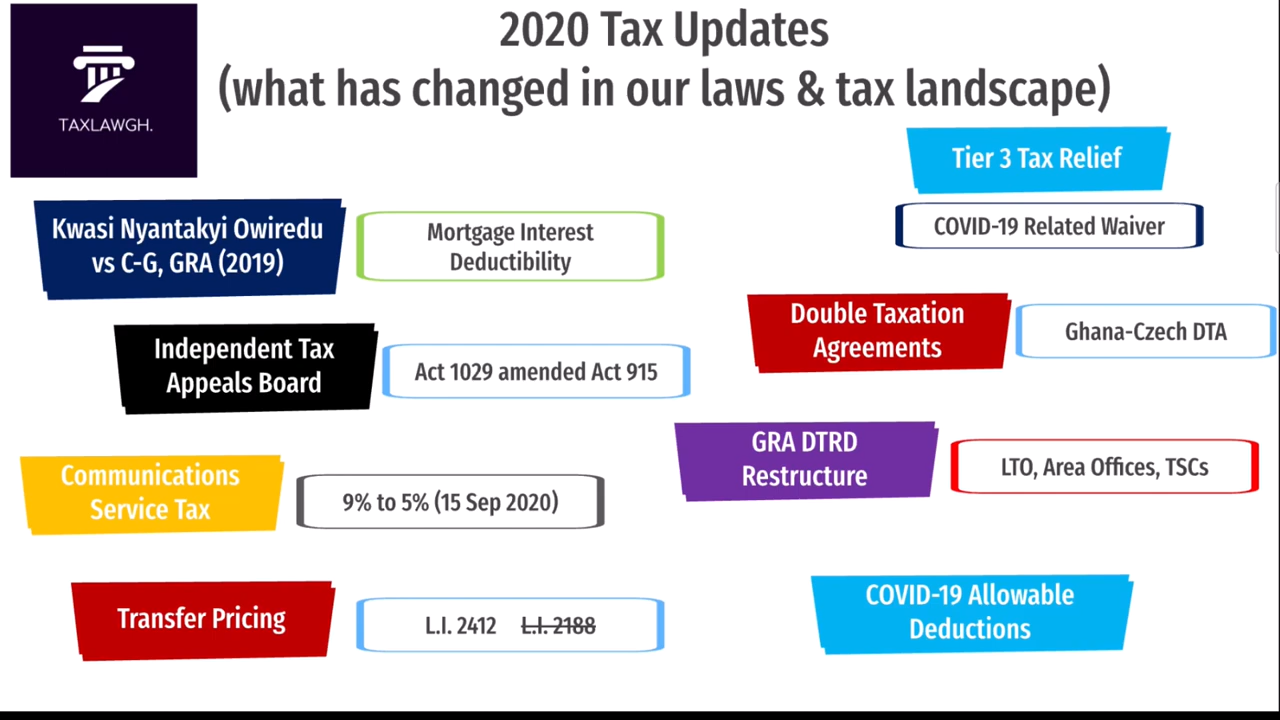 2020 Tax Updates
(what has changed in our laws & tax landscape)
TAXLAWGH.
Kwasi Nyantakyi Owiredu
vs C-G, GRA (2019)
Mortgage Interest
Deductibility
Independent Tax
Appeals Board
Act 1029 amended Act 915
Communications
Service Tax
9% to 5% (15 Sep 2020)
Transfer Pricing
L.I. 2412 L.I. 2188
Tier 3 Tax Relief
COVID-19 Related Waiver
Double Taxation
Agreements
Ghana-Czech DTA
GRA DTRD
Restructure
LTO, Area Offices, TSCs
COVID-19 Allowable
Deductions